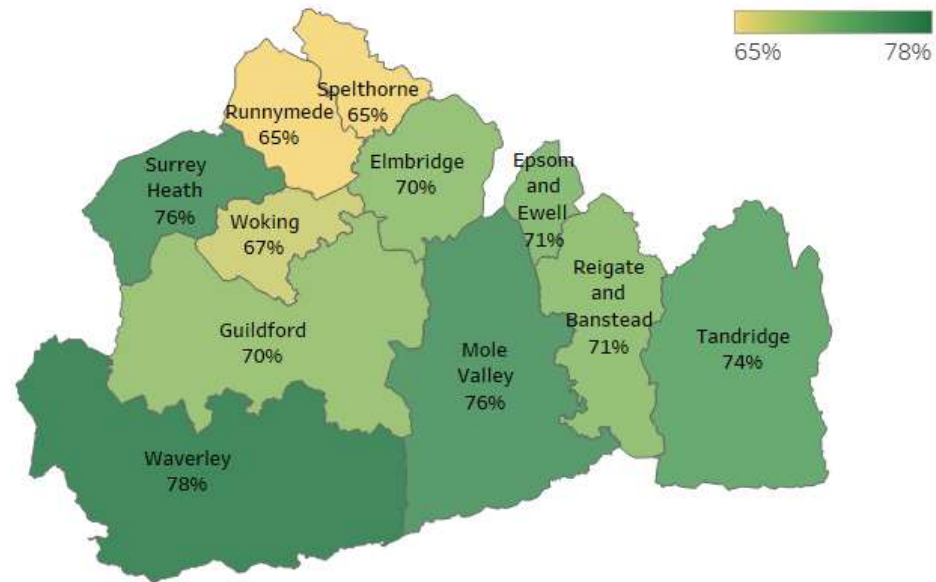 65%
78%
Spelthorne
65%
Runnymede
65%
Surrey
Heath
76%
Elmbridge
70%
Epsom
and
Ewell
71%
Woking
67%
Reigate
and
Banstead
71%
Guildford
70%
Mole
Valley
76%
Tandridge
74%
Waverley
78%